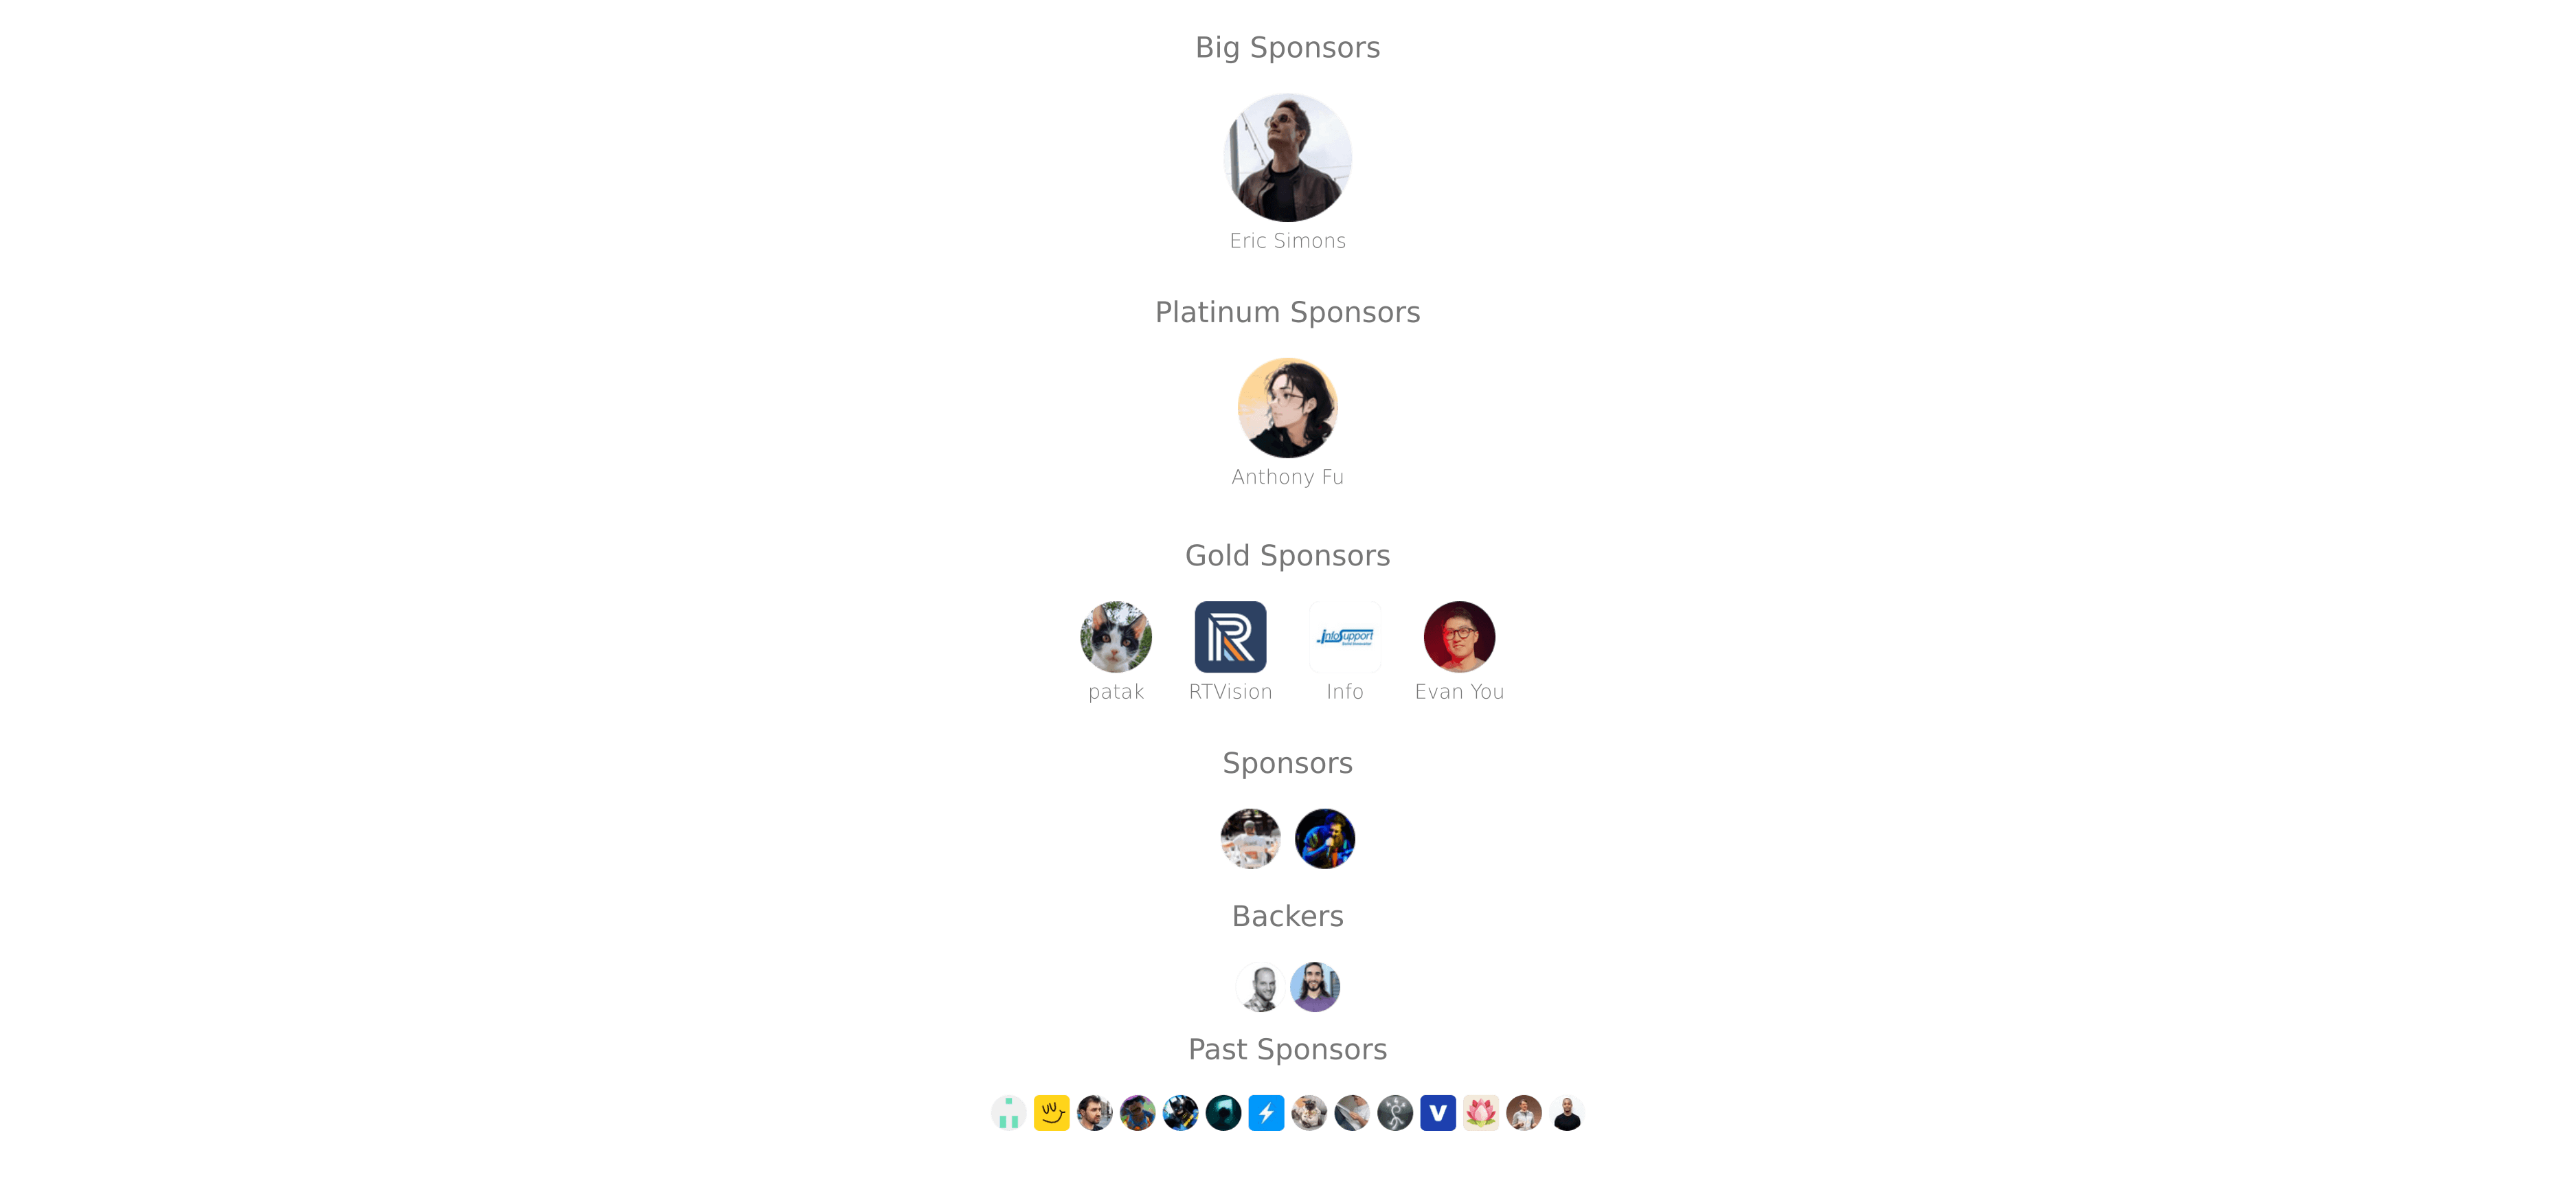 Big Sponsors
Eric Simons
Platinum Sponsors
Anthony Fu
Gold Sponsors
R
infoSupport
patak RTVision Info Evan You
Sponsors
Backers
Past Sponsors
V